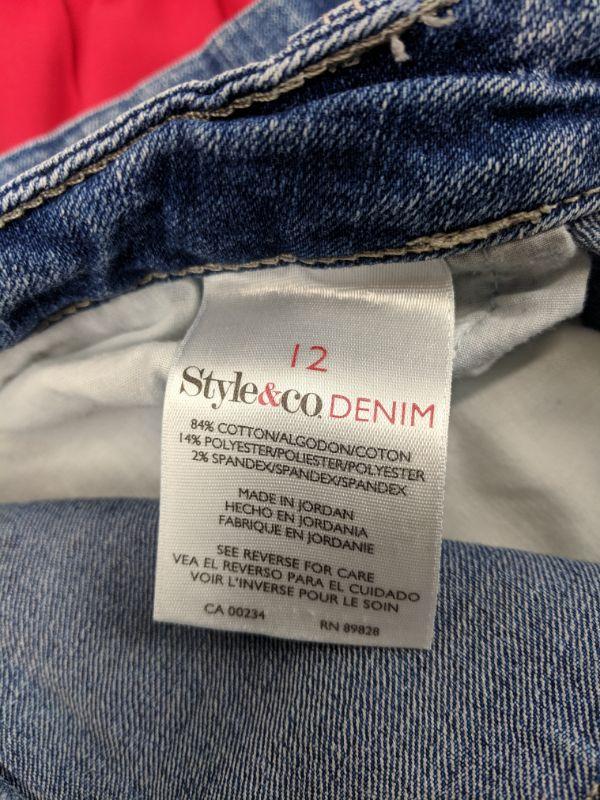 12
Style&co. DENIM
84% COTTON/ALGODON/COTON
14% POLYESTER/POLIESTER/POLYESTER
2% SPANDEX/SPANDEX/SPANDEX
MADE IN JORDAN
HECHO EN JORDANIA
FABRIQUE EN JORDANIE
SEE REVERSE FOR CARE
VEA EL REVERSO PARA EL CUIDADO
VOIR L'INVERSE POUR LE SOIN
CA 00234 RN 89828